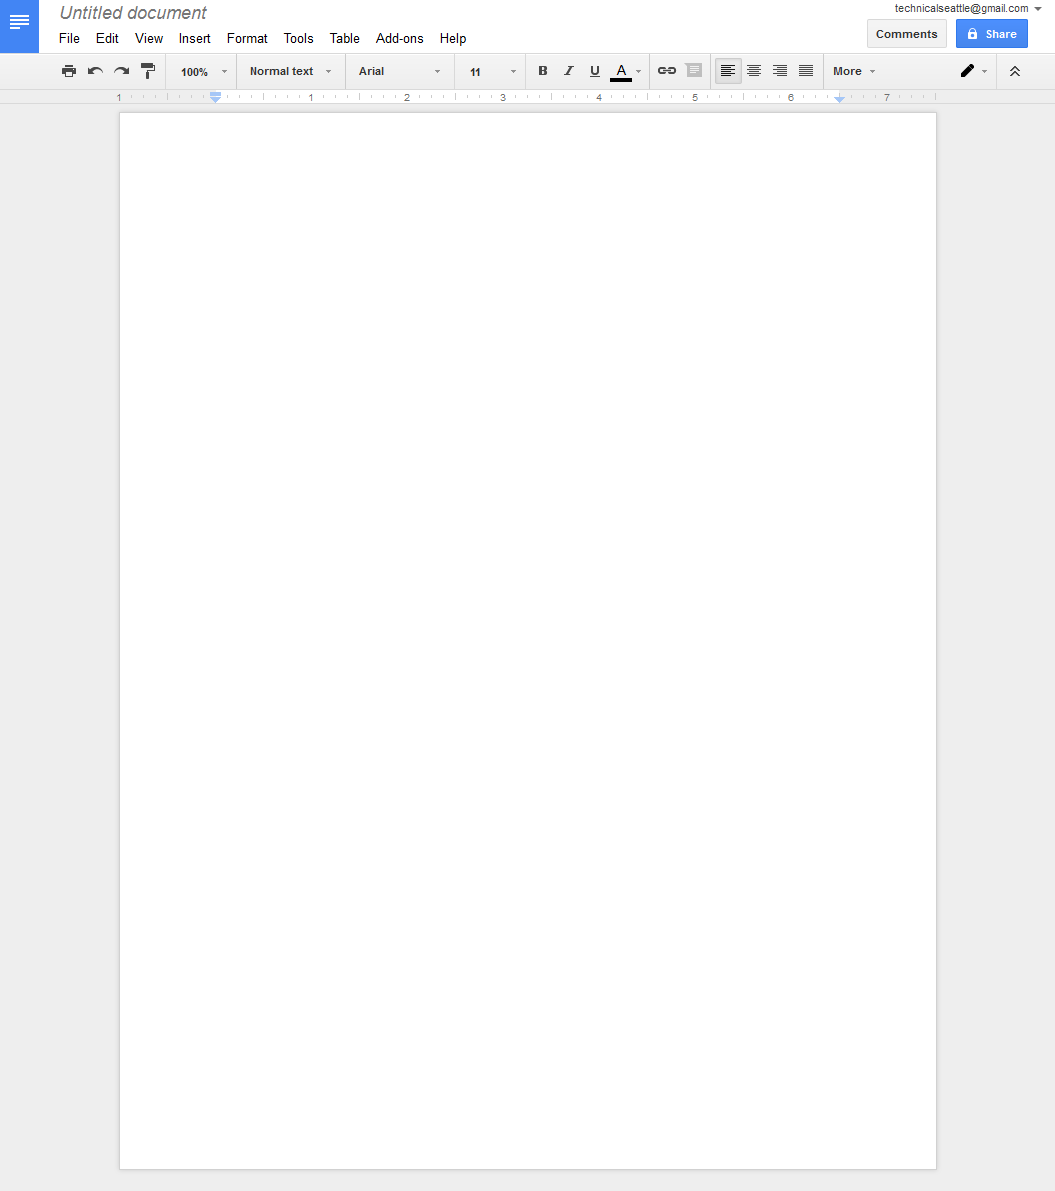 Untitled document
technicalseattle@gmail.com
File Edit View Insert Format Tools Table Add-ons Help
Comments
Share
100% Normal text Arial 11 B I U A More
1 1 2 3 4 5 6 7